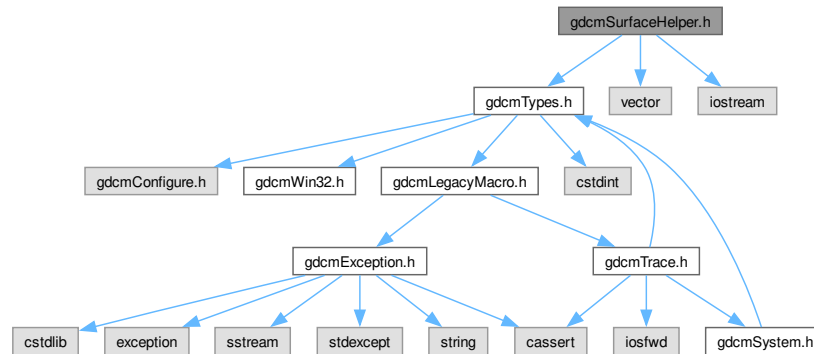 gdcmSurfaceHelper.h
gdcmTypes.h
vector
iostream
gdcmConfigure.h
gdcmWin32.h
gdcmLegacyMacro.h
cstdint
gdcmException.h
gdcmTrace.h
cstdlib
exception
sstream
stdexcept
string
cassert
iosfwd
gdcmSystem.h